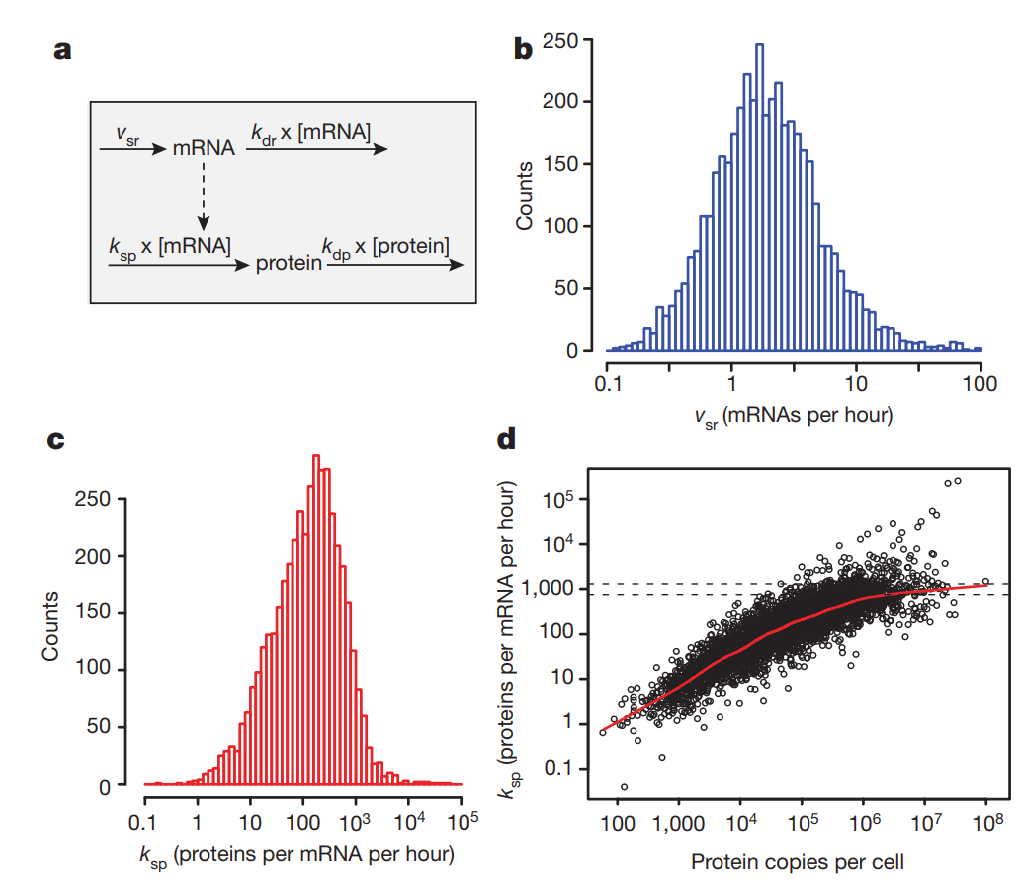 a
v_sr
mRNA
k_dr x [mRNA]
k_sp x [mRNA]
protein
k_dp x [protein]
b
Counts
250
200
150
100
50
0
0.1 1 10 100
v_sr (mRNAs per hour)
c
Counts
250
200
150
100
50
0
0.1 1 10 100 10³ 10⁴ 10⁵
k_sp (proteins per mRNA per hour)
d
k_sp (proteins per mRNA per hour)
10⁵
10⁴
1,000
100
10
1
0.1
100 1,000 10⁴ 10⁵ 10⁶ 10⁷ 10⁸
Protein copies per cell